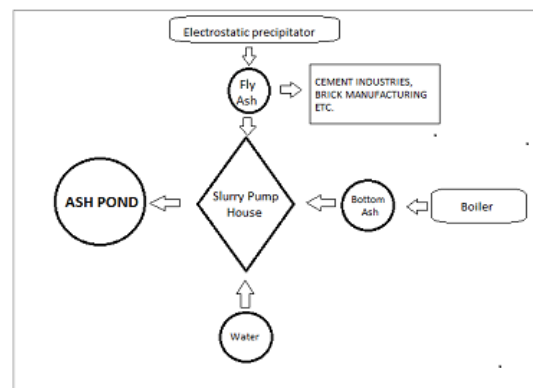 Electrostatic precipitator
Fly
Ash
CEMENT INDUSTRIES,
BRICK MANUFACTURING
ETC.
ASH POND
Slurry Pump
House
Bottom
Ash
Boiler
Water